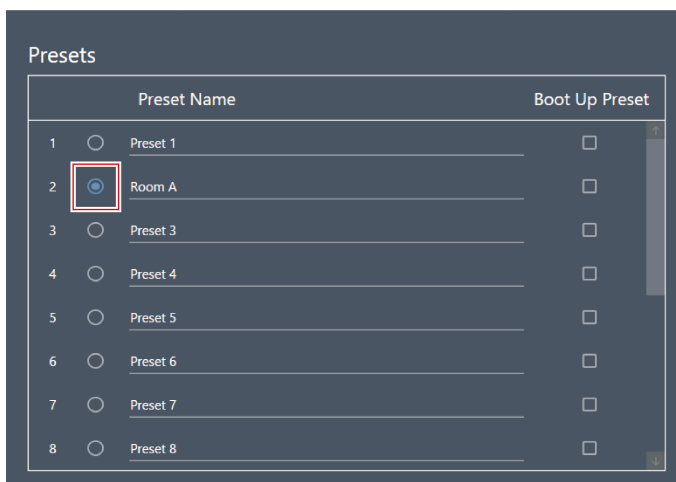 Presets
Preset Name Boot Up Preset
1 Preset 1
2 Room A
3 Preset 3
4 Preset 4
5 Preset 5
6 Preset 6
7 Preset 7
8 Preset 8